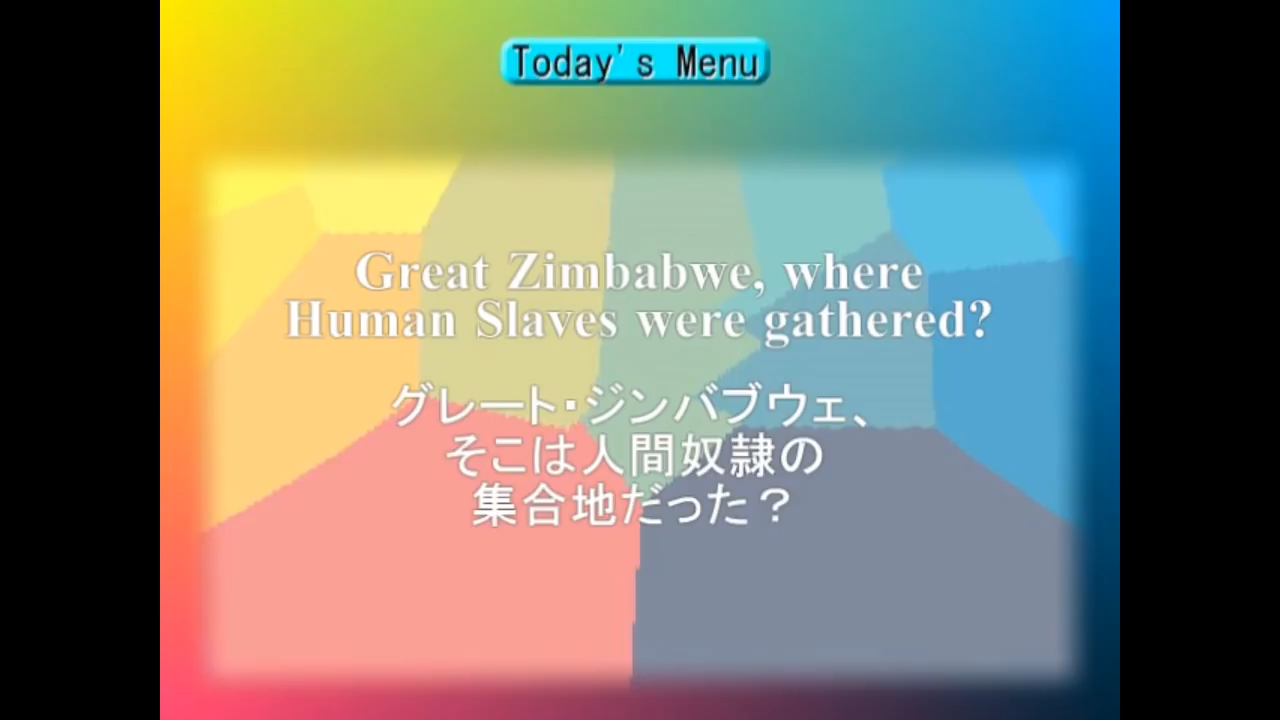 Today's Menu
Great Zimbabwe, where
Human Slaves were gathered?
グレート・ジンバブウェ、
そこは人間奴隷の
集合地だった？